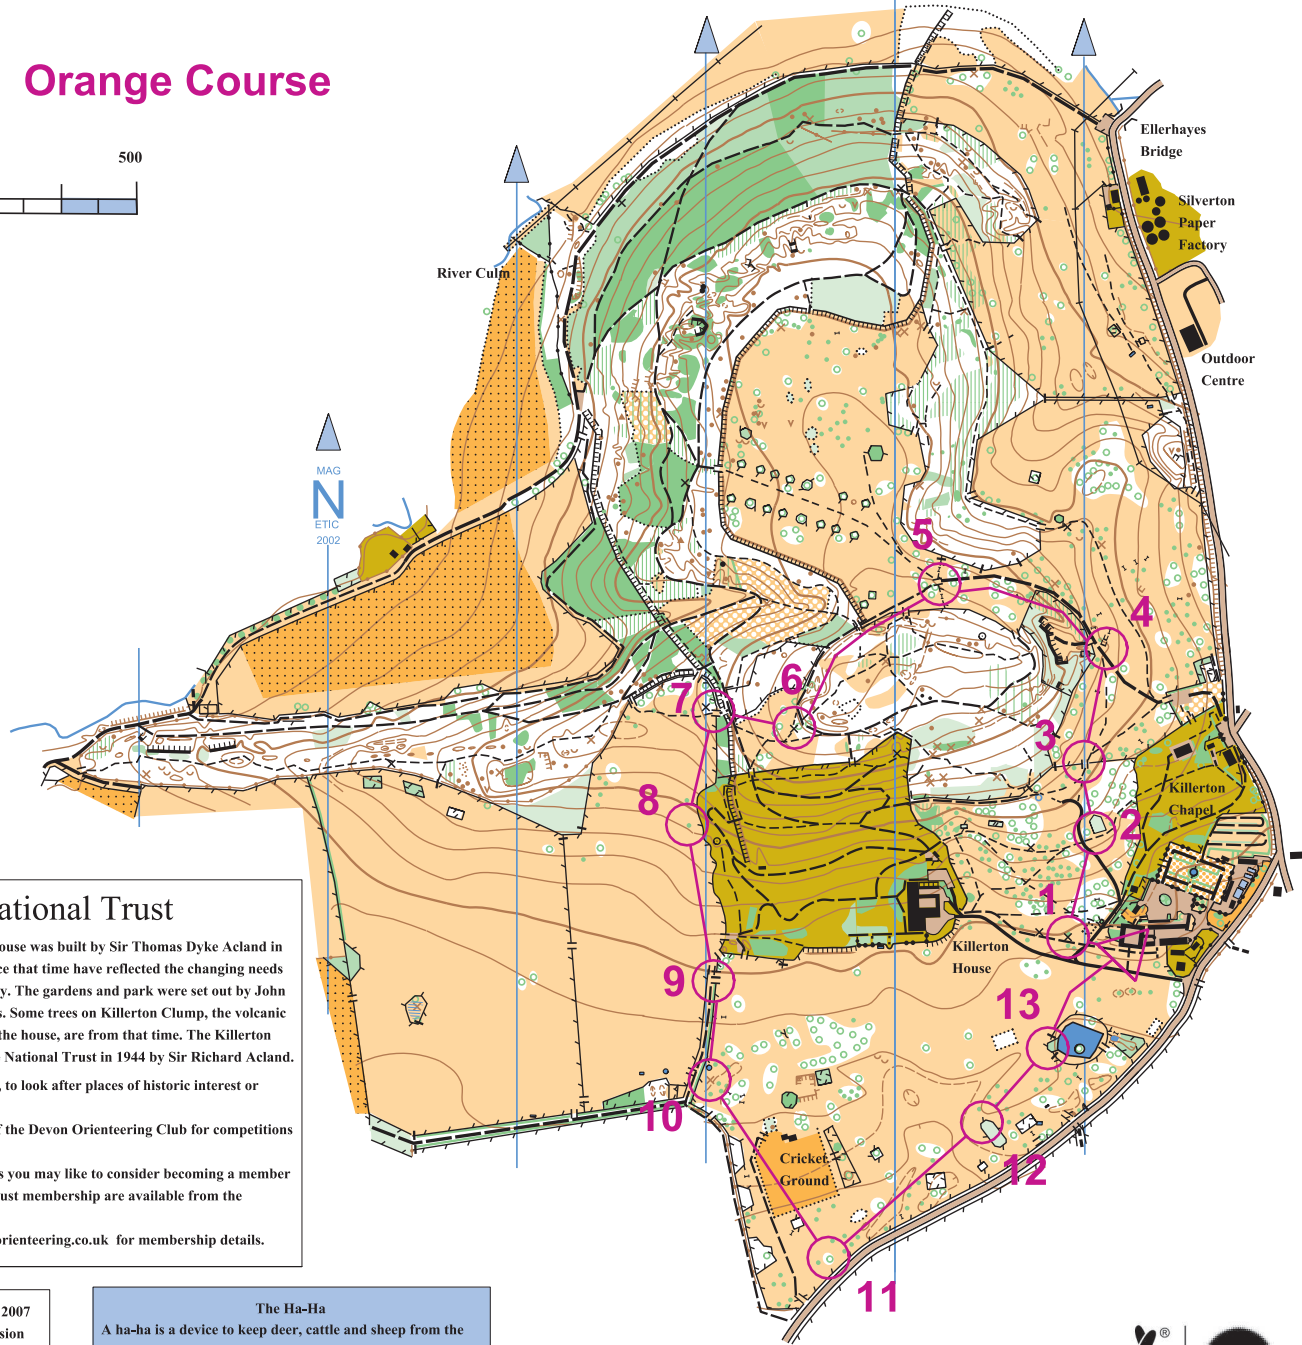 Orange Course
500
Ellerhayes
Bridge
Silverton
Paper
Factory
River Culm
Outdoor
Centre
MAG
N
ETIC
2002
5
4
6
7
3
8
Killerton
Chapel
2
1
ational Trust
ouse was built by Sir Thomas Dyke Acland in
ce that time have reflected the changing needs
y. The gardens and park were set out by John
s. Some trees on Killerton Clump, the volcanic
the house, are from that time. The Killerton
National Trust in 1944 by Sir Richard Acland.
, to look after places of historic interest or
f the Devon Orienteering Club for competitions
s you may like to consider becoming a member
ust membership are available from the
orienteering.co.uk for membership details.
Killerton
House
9
13
10
Cricket
Ground
12
11
2007
sion
The Ha-Ha
A ha-ha is a device to keep deer, cattle and sheep from the
®